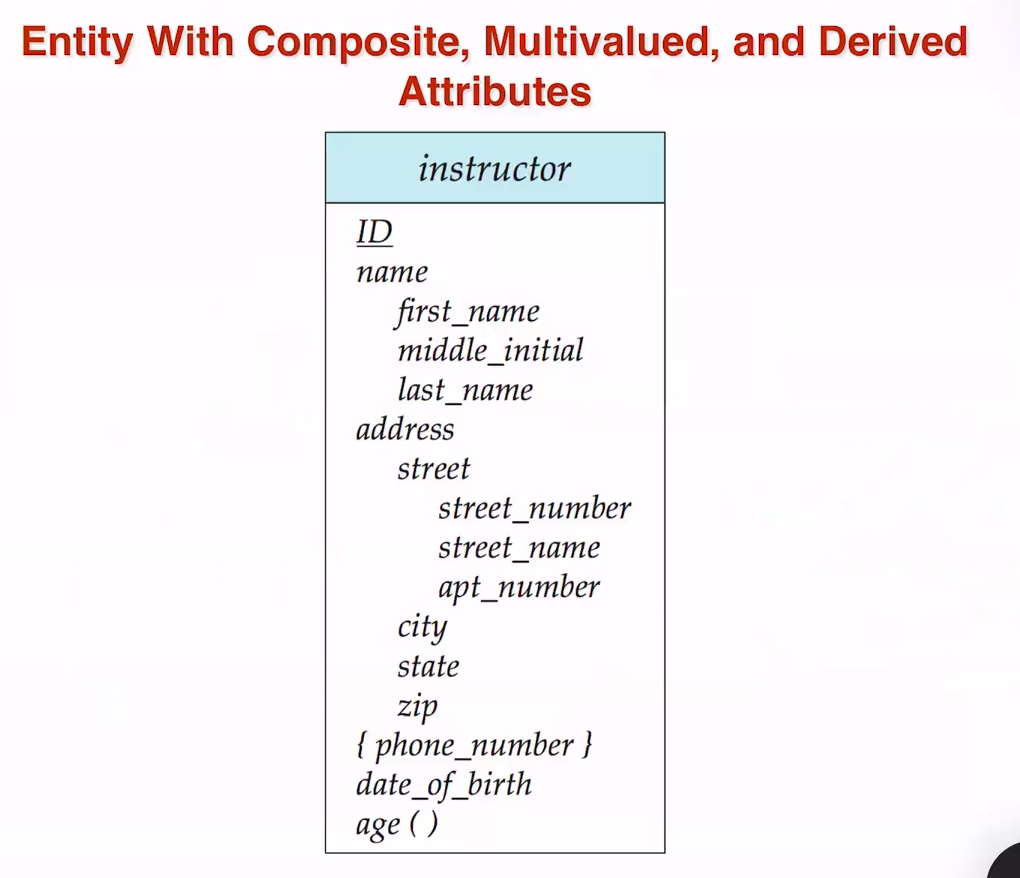 Entity With Composite, Multivalued, and Derived
Attributes
instructor
ID
name
first_name
middle_initial
last_name
address
street
street_number
street_name
apt_number
city
state
zip
{ phone_number }
date_of_birth
age ( )